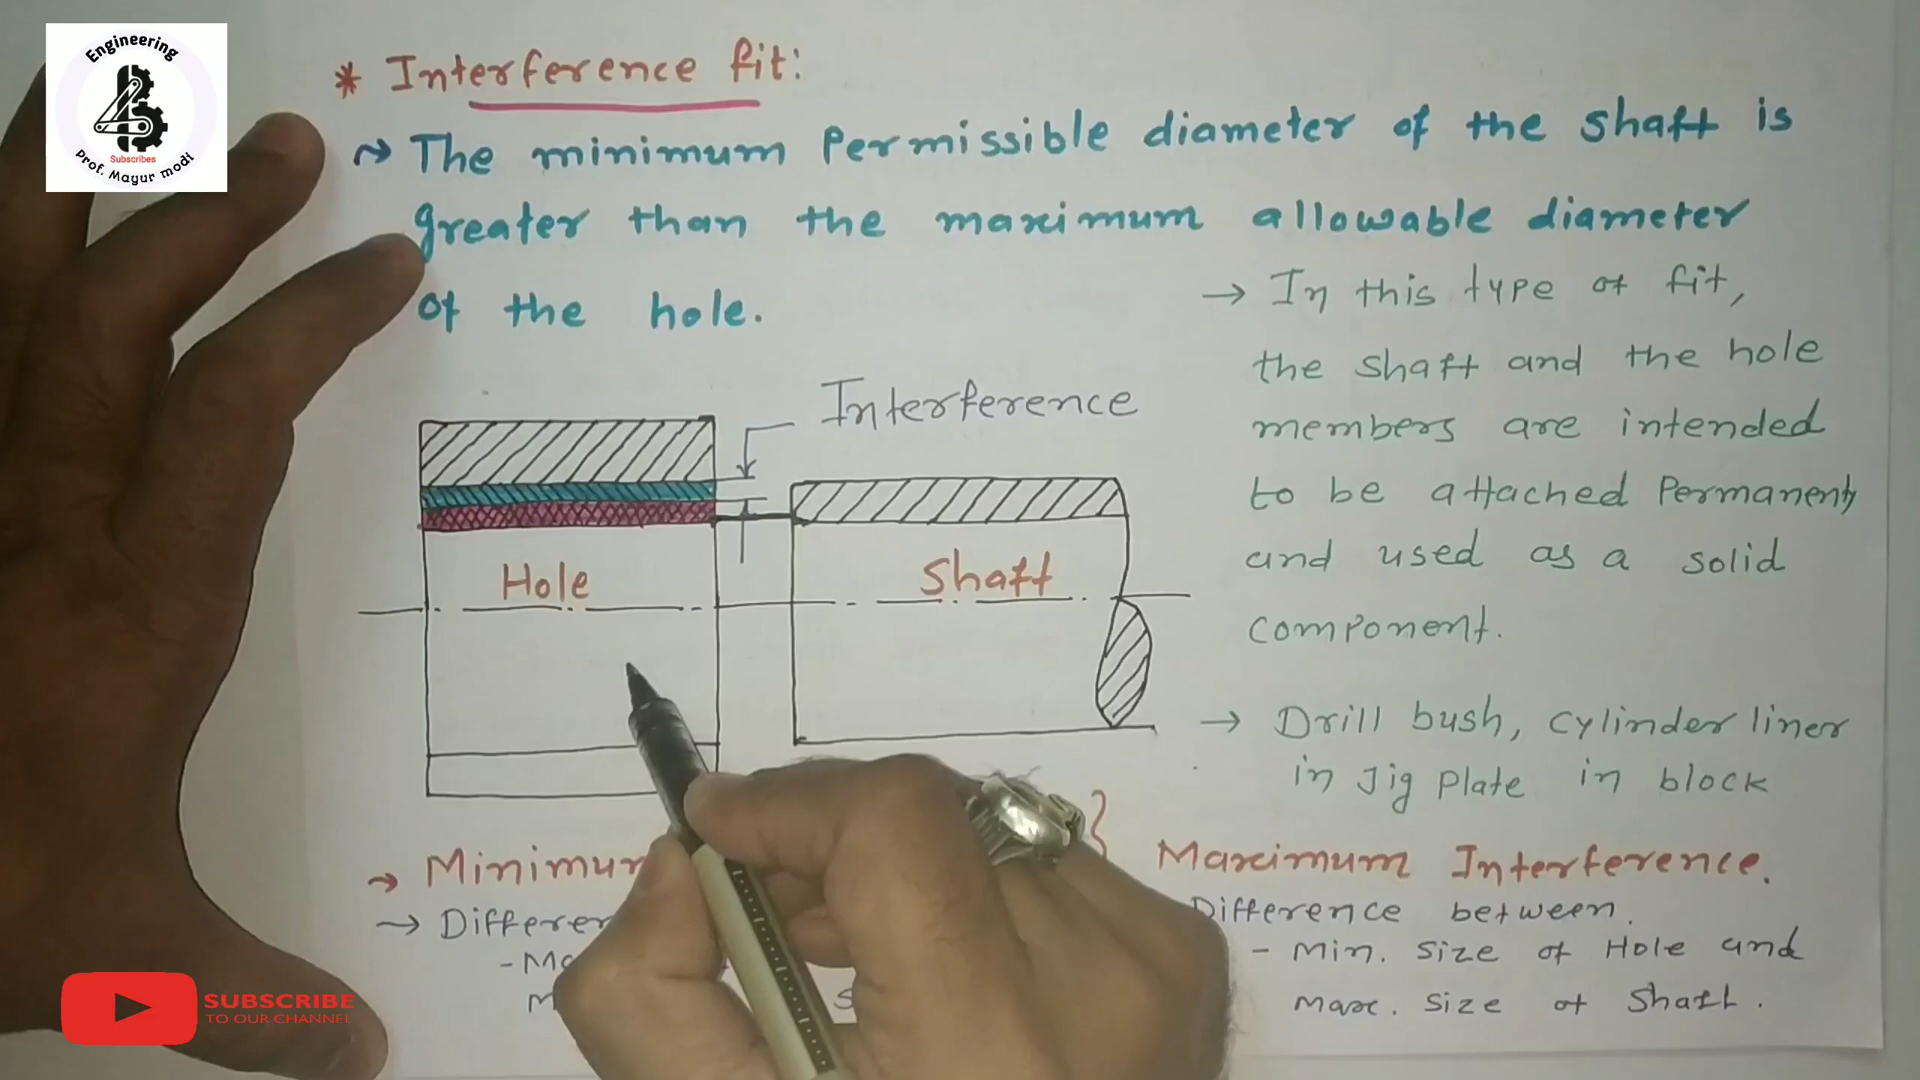 Engineering
Subscribes
Prof. Mayur modi
* Interference fit:
The minimum Permissible diameter of the shaft is
greater than the maximum allowable diameter
of the hole.
→ In this type of fit,
the shaft and the hole
members are intended
to be attached Permanenty
and used as a solid
component.
→ Drill bush, cylinder liner
in Jig plate in block
Interference
Hole
Shaft
→ Minimum
→ Differen
Maximum Interference.
Difference between.
- Min. Size of Hole and
Max. Size of Shaft.
SUBSCRIBE
TO OUR CHANNEL